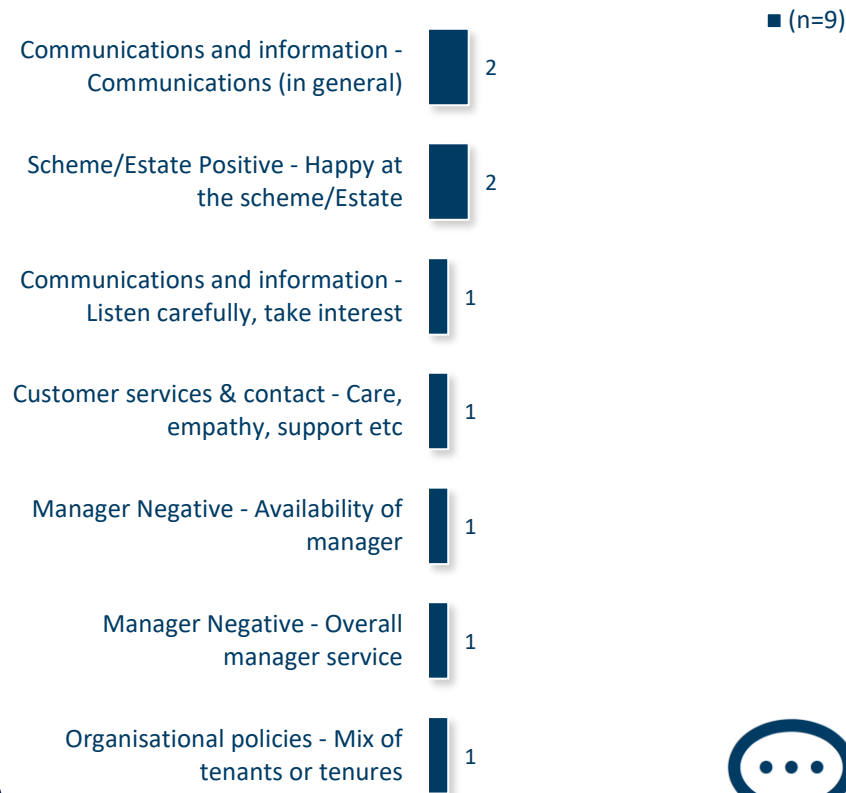 (n=9)
Communications and information -
Communications (in general)
2
Scheme/Estate Positive - Happy at
the scheme/Estate
2
Communications and information -
Listen carefully, take interest
1
Customer services & contact - Care,
empathy, support etc
1
Manager Negative - Availability of
manager
1
Manager Negative - Overall
manager service
1
Organisational policies - Mix of
tenants or tenures
1